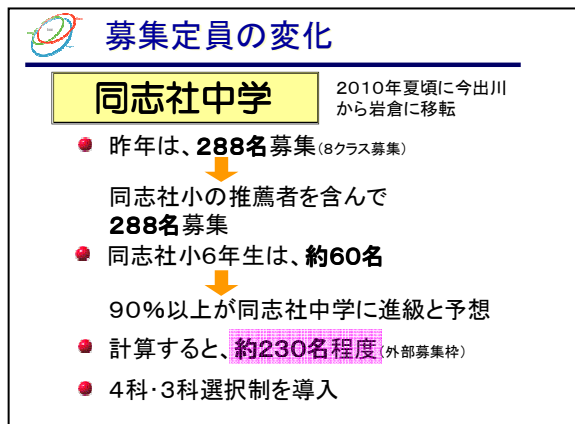 募集定員の変化
同志社中学
2010年夏頃に今出川
から岩倉に移転
昨年は、288名募集(8クラス募集)
同志社小の推薦者を含んで
288名募集
同志社小6年生は、約60名
90%以上が同志社中学に進級と予想
計算すると、約230名程度(外部募集枠)
4科・3科選択制を導入